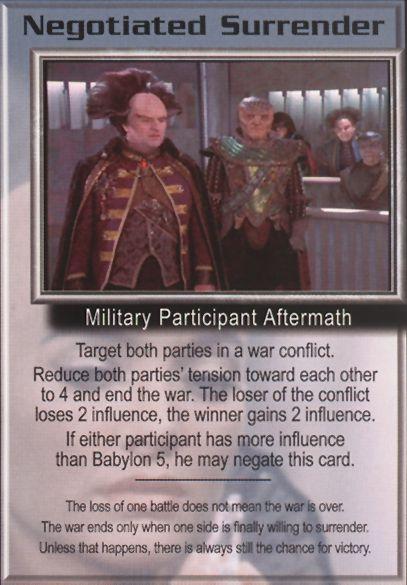 Negotiated Surrender
Military Participant Aftermath
Target both parties in a war conflict.
Reduce both parties' tension toward each other
to 4 and end the war. The loser of the conflict
loses 2 influence, the winner gains 2 influence.
If either participant has more influence
than Babylon 5, he may negate this card.
The loss of one battle does not mean the war is over.
The war ends only when one side is finally willing to surrender.
Unless that happens, there is always still the chance for victory.